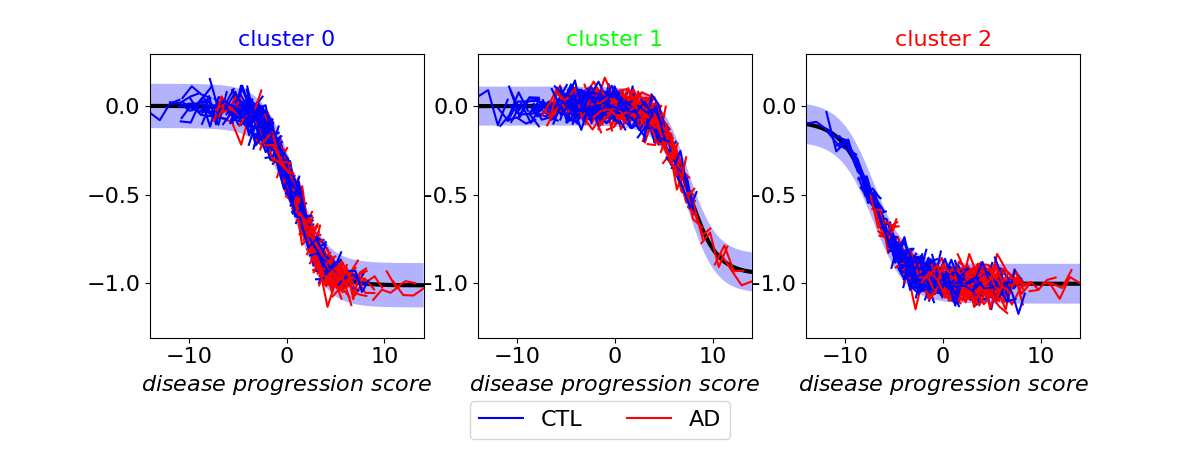 cluster 0 cluster 1 cluster 2
0.0 0.0 0.0
−0.5 −0.5 −0.5
−1.0 −1.0 −1.0
−10 0 10 −10 0 10 −10 0 10
disease progression score disease progression score disease progression score
CTL AD